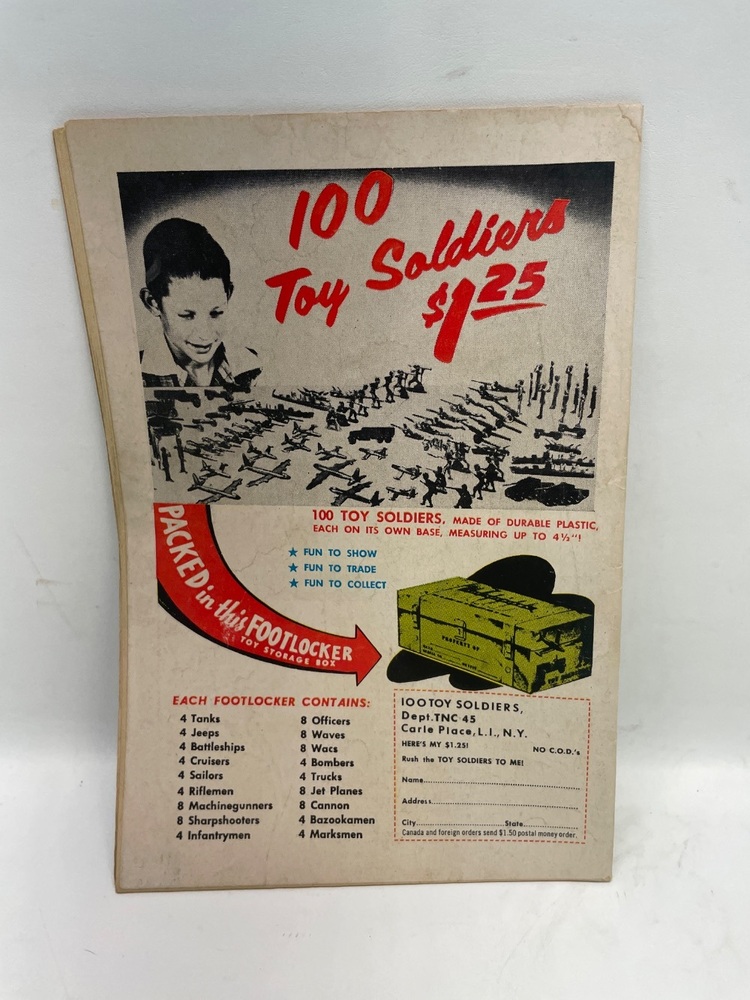 100
Toy Soldiers
$1.25
100 TOY SOLDIERS, MADE OF DURABLE PLASTIC,
EACH ON ITS OWN BASE, MEASURING UP TO 4½"!
★ FUN TO SHOW
★ FUN TO TRADE
★ FUN TO COLLECT
PACKED in this FOOTLOCKER
TOY STORAGE BOX
PROPERTY OF
EACH FOOTLOCKER CONTAINS:
4 Tanks
4 Jeeps
4 Battleships
4 Cruisers
4 Sailors
4 Riflemen
8 Machinegunners
8 Sharpshooters
4 Infantrymen
8 Officers
8 Waves
8 Wacs
4 Bombers
4 Trucks
8 Jet Planes
8 Cannon
4 Bazookamen
4 Marksmen
100 TOY SOLDIERS,
Dept. TNC 45
Carle Place, L.I., N.Y.
HERE'S MY $1.25! NO C.O.D.'s
Rush the TOY SOLDIERS TO ME!
Name
Address
City State
Canada and foreign orders send $1.50 postal money order.